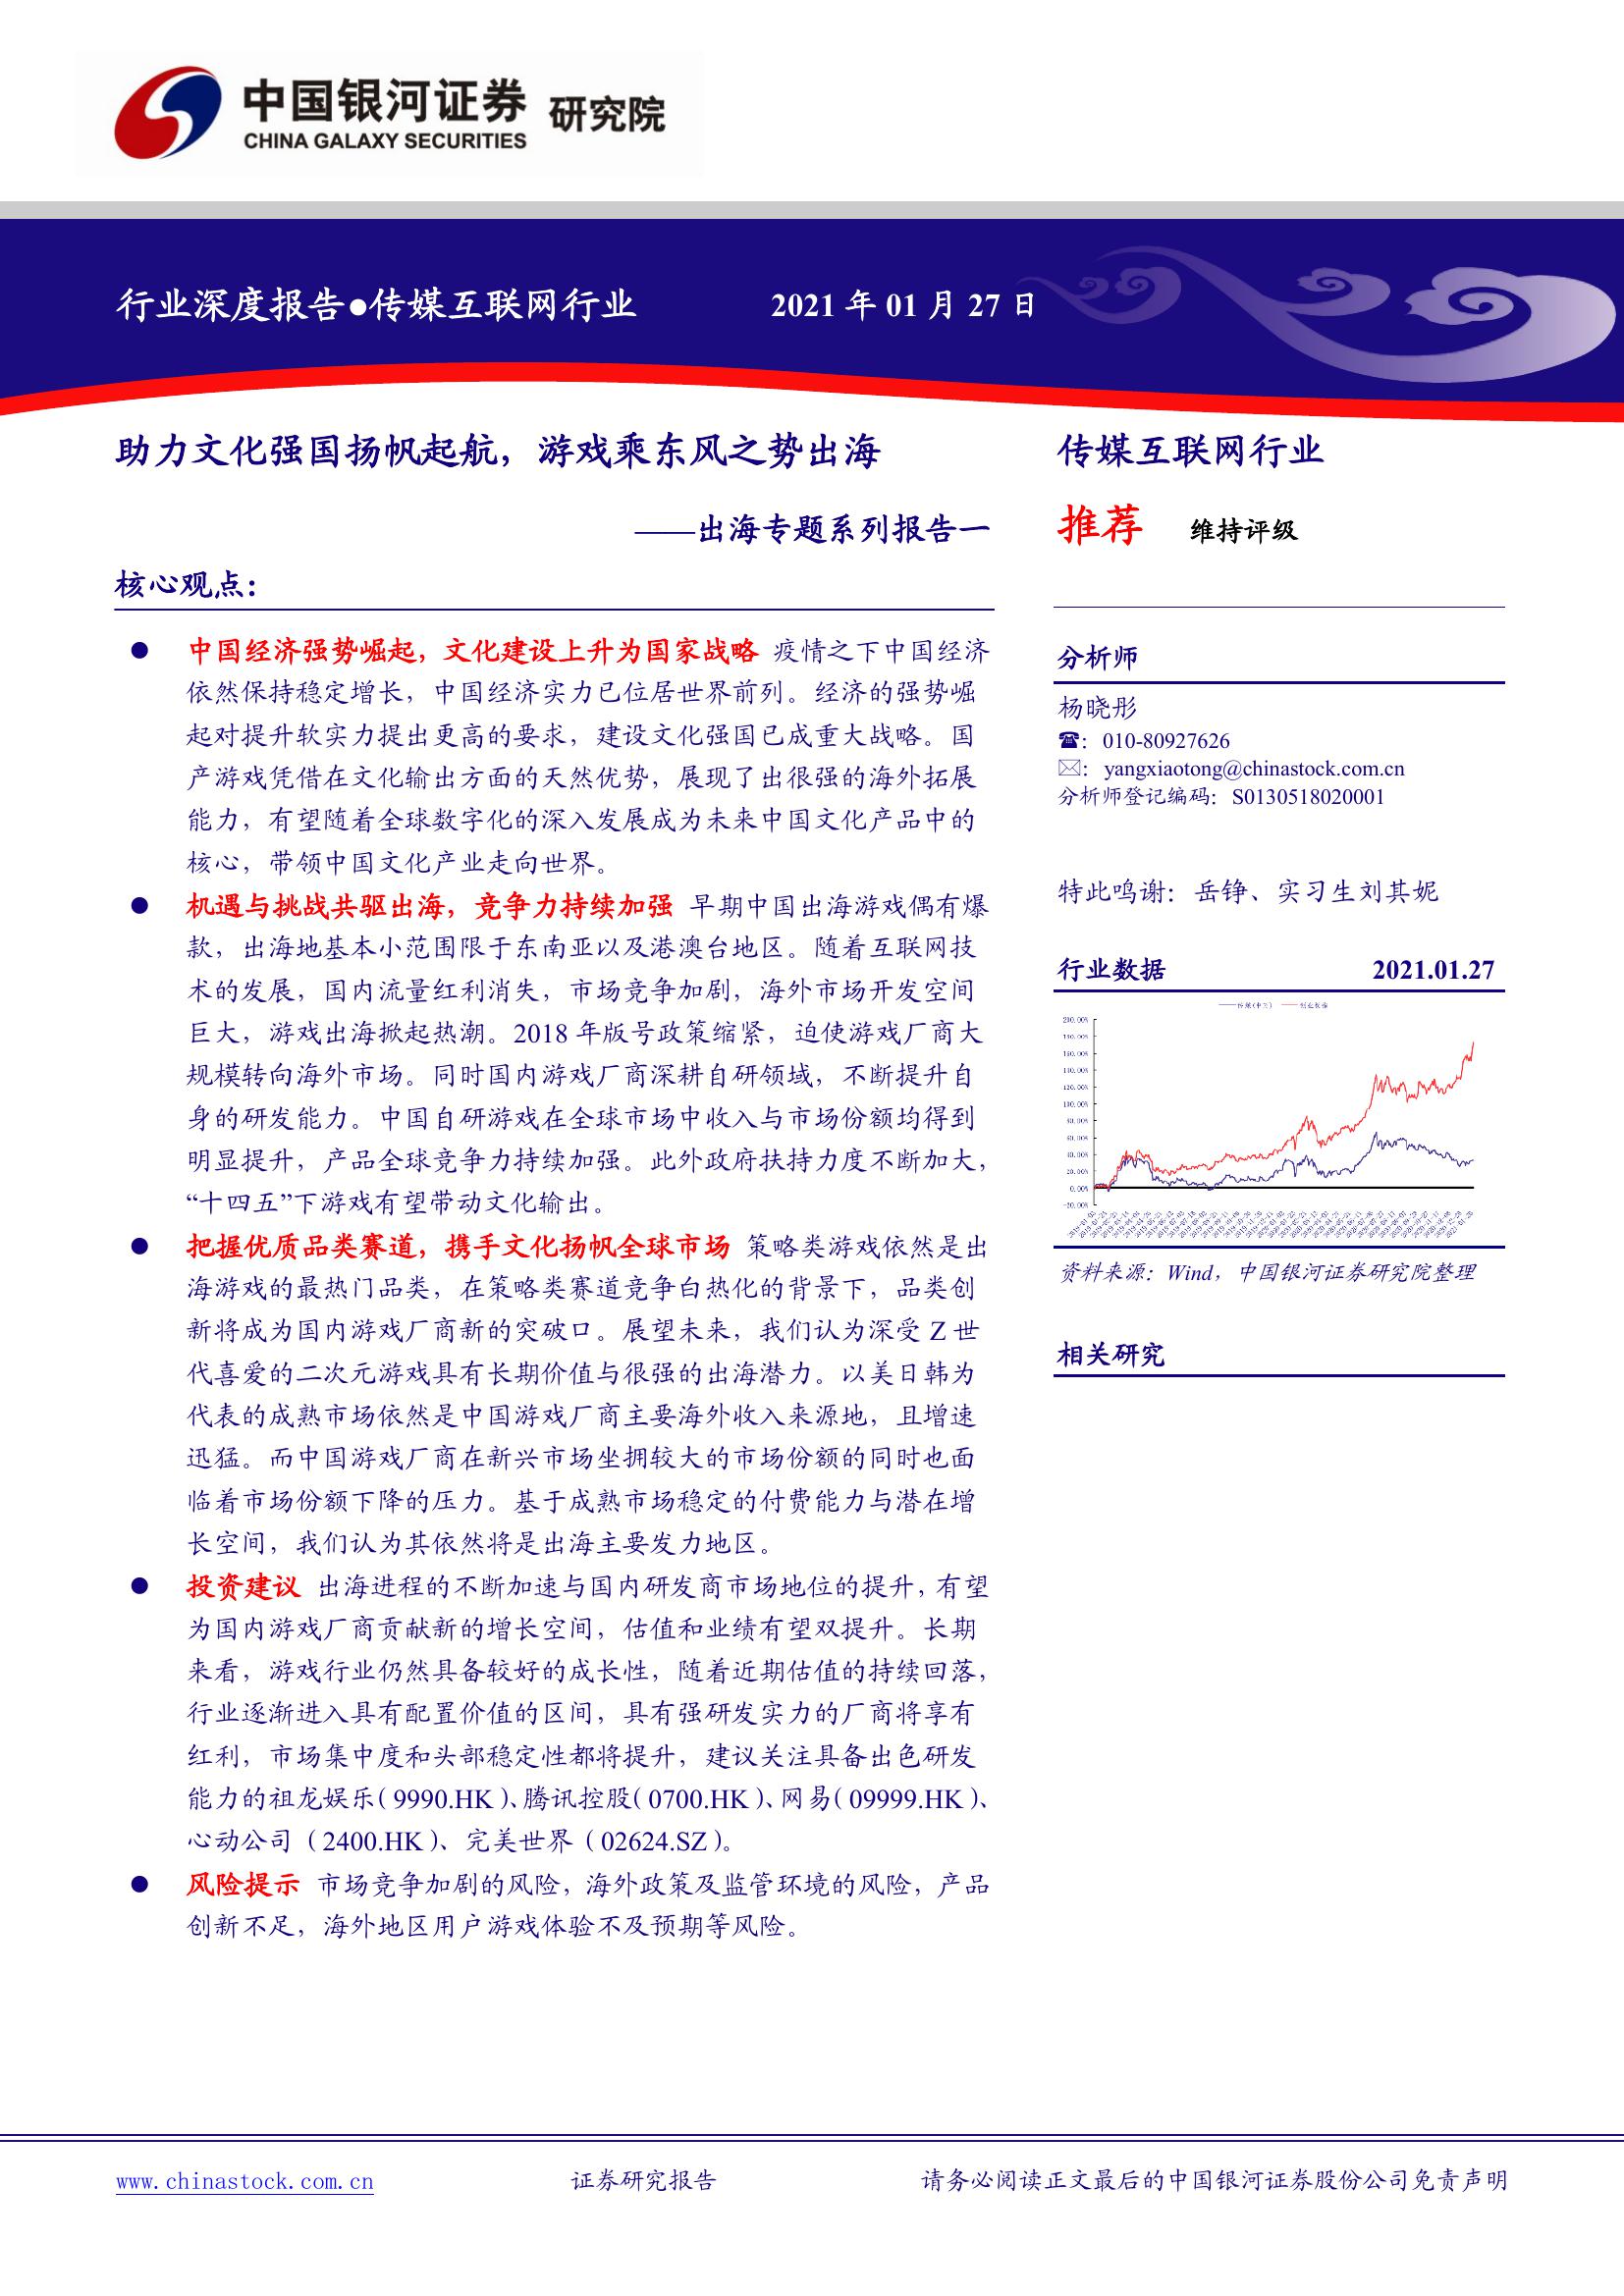 中国银河证券 研究院
CHINA GALAXY SECURITIES
行业深度报告●传媒互联网行业 2021 年 01 月 27 日
助力文化强国扬帆起航，游戏乘东风之势出海
——出海专题系列报告一
核心观点：
● 中国经济强势崛起，文化建设上升为国家战略 疫情之下中国经济
依然保持稳定增长，中国经济实力已位居世界前列。经济的强势崛
起对提升软实力提出更高的要求，建设文化强国已成重大战略。国
产游戏凭借在文化输出方面的天然优势，展现了出很强的海外拓展
能力，有望随着全球数字化的深入发展成为未来中国文化产品中的
核心，带领中国文化产业走向世界。
● 机遇与挑战共驱出海，竞争力持续加强 早期中国出海游戏偶有爆
款，出海地基本小范围限于东南亚以及港澳台地区。随着互联网技
术的发展，国内流量红利消失，市场竞争加剧，海外市场开发空间
巨大，游戏出海掀起热潮。2018 年版号政策缩紧，迫使游戏厂商大
规模转向海外市场。同时国内游戏厂商深耕自研领域，不断提升自
身的研发能力。中国自研游戏在全球市场中收入与市场份额均得到
明显提升，产品全球竞争力持续加强。此外政府扶持力度不断加大，
“十四五”下游戏有望带动文化输出。
● 把握优质品类赛道，携手文化扬帆全球市场 策略类游戏依然是出
海游戏的最热门品类，在策略类赛道竞争白热化的背景下，品类创
新将成为国内游戏厂商新的突破口。展望未来，我们认为深受 Z 世
代喜爱的二次元游戏具有长期价值与很强的出海潜力。以美日韩为
代表的成熟市场依然是中国游戏厂商主要海外收入来源地，且增速
迅猛。而中国游戏厂商在新兴市场坐拥较大的市场份额的同时也面
临着市场份额下降的压力。基于成熟市场稳定的付费能力与潜在增
长空间，我们认为其依然将是出海主要发力地区。
● 投资建议 出海进程的不断加速与国内研发商市场地位的提升，有望
为国内游戏厂商贡献新的增长空间，估值和业绩有望双提升。长期
来看，游戏行业仍然具备较好的成长性，随着近期估值的持续回落，
行业逐渐进入具有配置价值的区间，具有强研发实力的厂商将享有
红利，市场集中度和头部稳定性都将提升，建议关注具备出色研发
能力的祖龙娱乐（9990.HK）、腾讯控股（0700.HK）、网易（09999.HK）、
心动公司（2400.HK）、完美世界（02624.SZ）。
● 风险提示 市场竞争加剧的风险，海外政策及监管环境的风险，产品
创新不足，海外地区用户游戏体验不及预期等风险。
传媒互联网行业
推荐 维持评级
分析师
杨晓彤
☎：010-80927626
✉：yangxiaotong@chinastock.com.cn
分析师登记编码：S0130518020001
特此鸣谢：岳铮、实习生刘其妮
行业数据 2021.01.27
200.00%
180.00%
160.00%
140.00%
120.00%
100.00%
80.00%
60.00%
40.00%
20.00%
0.00%
-20.00%
资料来源：Wind，中国银河证券研究院整理
相关研究
www.chinastock.com.cn 证券研究报告 请务必阅读正文最后的中国银河证券股份公司免责声明